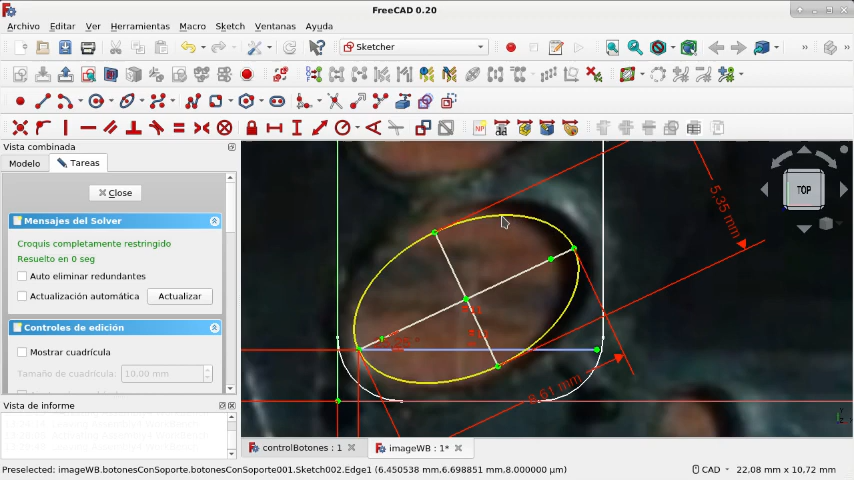 FreeCAD 0.20
Archivo Editar Ver Herramientas Macro Sketch Ventanas Ayuda
Sketcher
Vista combinada
Modelo Tareas
Close
Mensajes del Solver
Croquis completamente restringido
Resuelto en 0 seg
Auto eliminar redundantes
Actualización automática Actualizar
Controles de edición
Mostrar cuadrícula
Tamaño de cuadrícula: 10.00 mm
Vista de informe
TOP
5,35 mm
8,61 mm
controlBotones : 1 imageWB : 1*
Preselected: imageWB.botonesConSoporte.botonesConSoporte001.Sketch002.Edge1 (6.450538 mm,6.698851 mm,8.000000 µm) CAD 22.08 mm x 10,72 mm